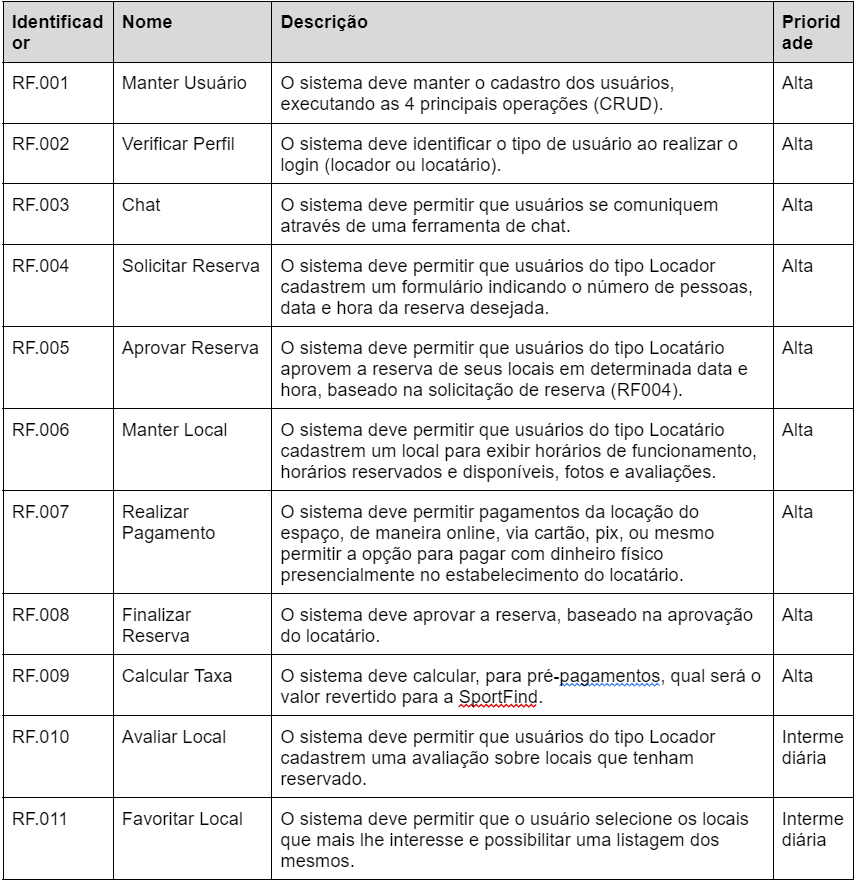 Identificad
or
Nome
Descrição
Priorid
ade
RF.001
Manter Usuário
O sistema deve manter o cadastro dos usuários,
executando as 4 principais operações (CRUD).
Alta
RF.002
Verificar Perfil
O sistema deve identificar o tipo de usuário ao realizar o
login (locador ou locatário).
Alta
RF.003
Chat
O sistema deve permitir que usuários se comuniquem
através de uma ferramenta de chat.
Alta
RF.004
Solicitar Reserva
O sistema deve permitir que usuários do tipo Locador
cadastrem um formulário indicando o número de pessoas,
data e hora da reserva desejada.
Alta
RF.005
Aprovar Reserva
O sistema deve permitir que usuários do tipo Locatário
aprovem a reserva de seus locais em determinada data e
hora, baseado na solicitação de reserva (RF004).
Alta
RF.006
Manter Local
O sistema deve permitir que usuários do tipo Locatário
cadastrem um local para exibir horários de funcionamento,
horários reservados e disponíveis, fotos e avaliações.
Alta
RF.007
Realizar
Pagamento
O sistema deve permitir pagamentos da locação do
espaço, de maneira online, via cartão, pix, ou mesmo
permitir a opção para pagar com dinheiro físico
presencialmente no estabelecimento do locatário.
Alta
RF.008
Finalizar
Reserva
O sistema deve aprovar a reserva, baseado na aprovação
do locatário.
Alta
RF.009
Calcular Taxa
O sistema deve calcular, para pré-pagamentos, qual será o
valor revertido para a SportFind.
Alta
RF.010
Avaliar Local
O sistema deve permitir que usuários do tipo Locador
cadastrem uma avaliação sobre locais que tenham
reservado.
Interme
diária
RF.011
Favoritar Local
O sistema deve permitir que o usuário selecione os locais
que mais lhe interesse e possibilitar uma listagem dos
mesmos.
Interme
diária